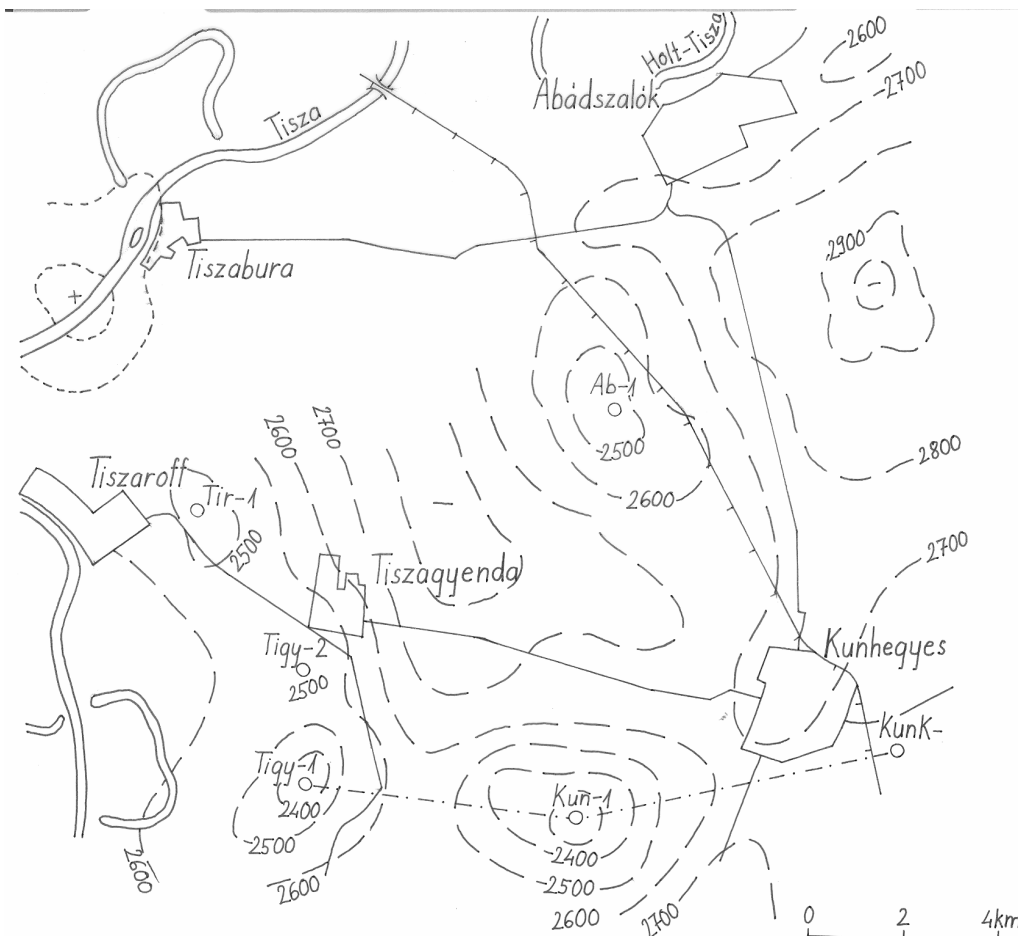 2600
Holt-Tisza
2700
Abádszalók
Tisza
2900
Tiszabura
Ab-1
2500
2600
2700
2600
2800
Tiszaroff
Tir-1
2500
2700
Tiszagyenda
Kunhegyes
Tigy-2
2500
KunK-
Tigy-1
2400
Kun-1
2500
2400
2600
2600
2500
2600
2700
0 2 4km